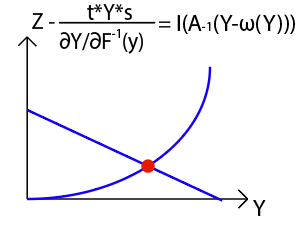 Z - t*Y*s / ∂Y/∂F⁻¹(y) = I(A-1(Y-ω(Y)))
Y